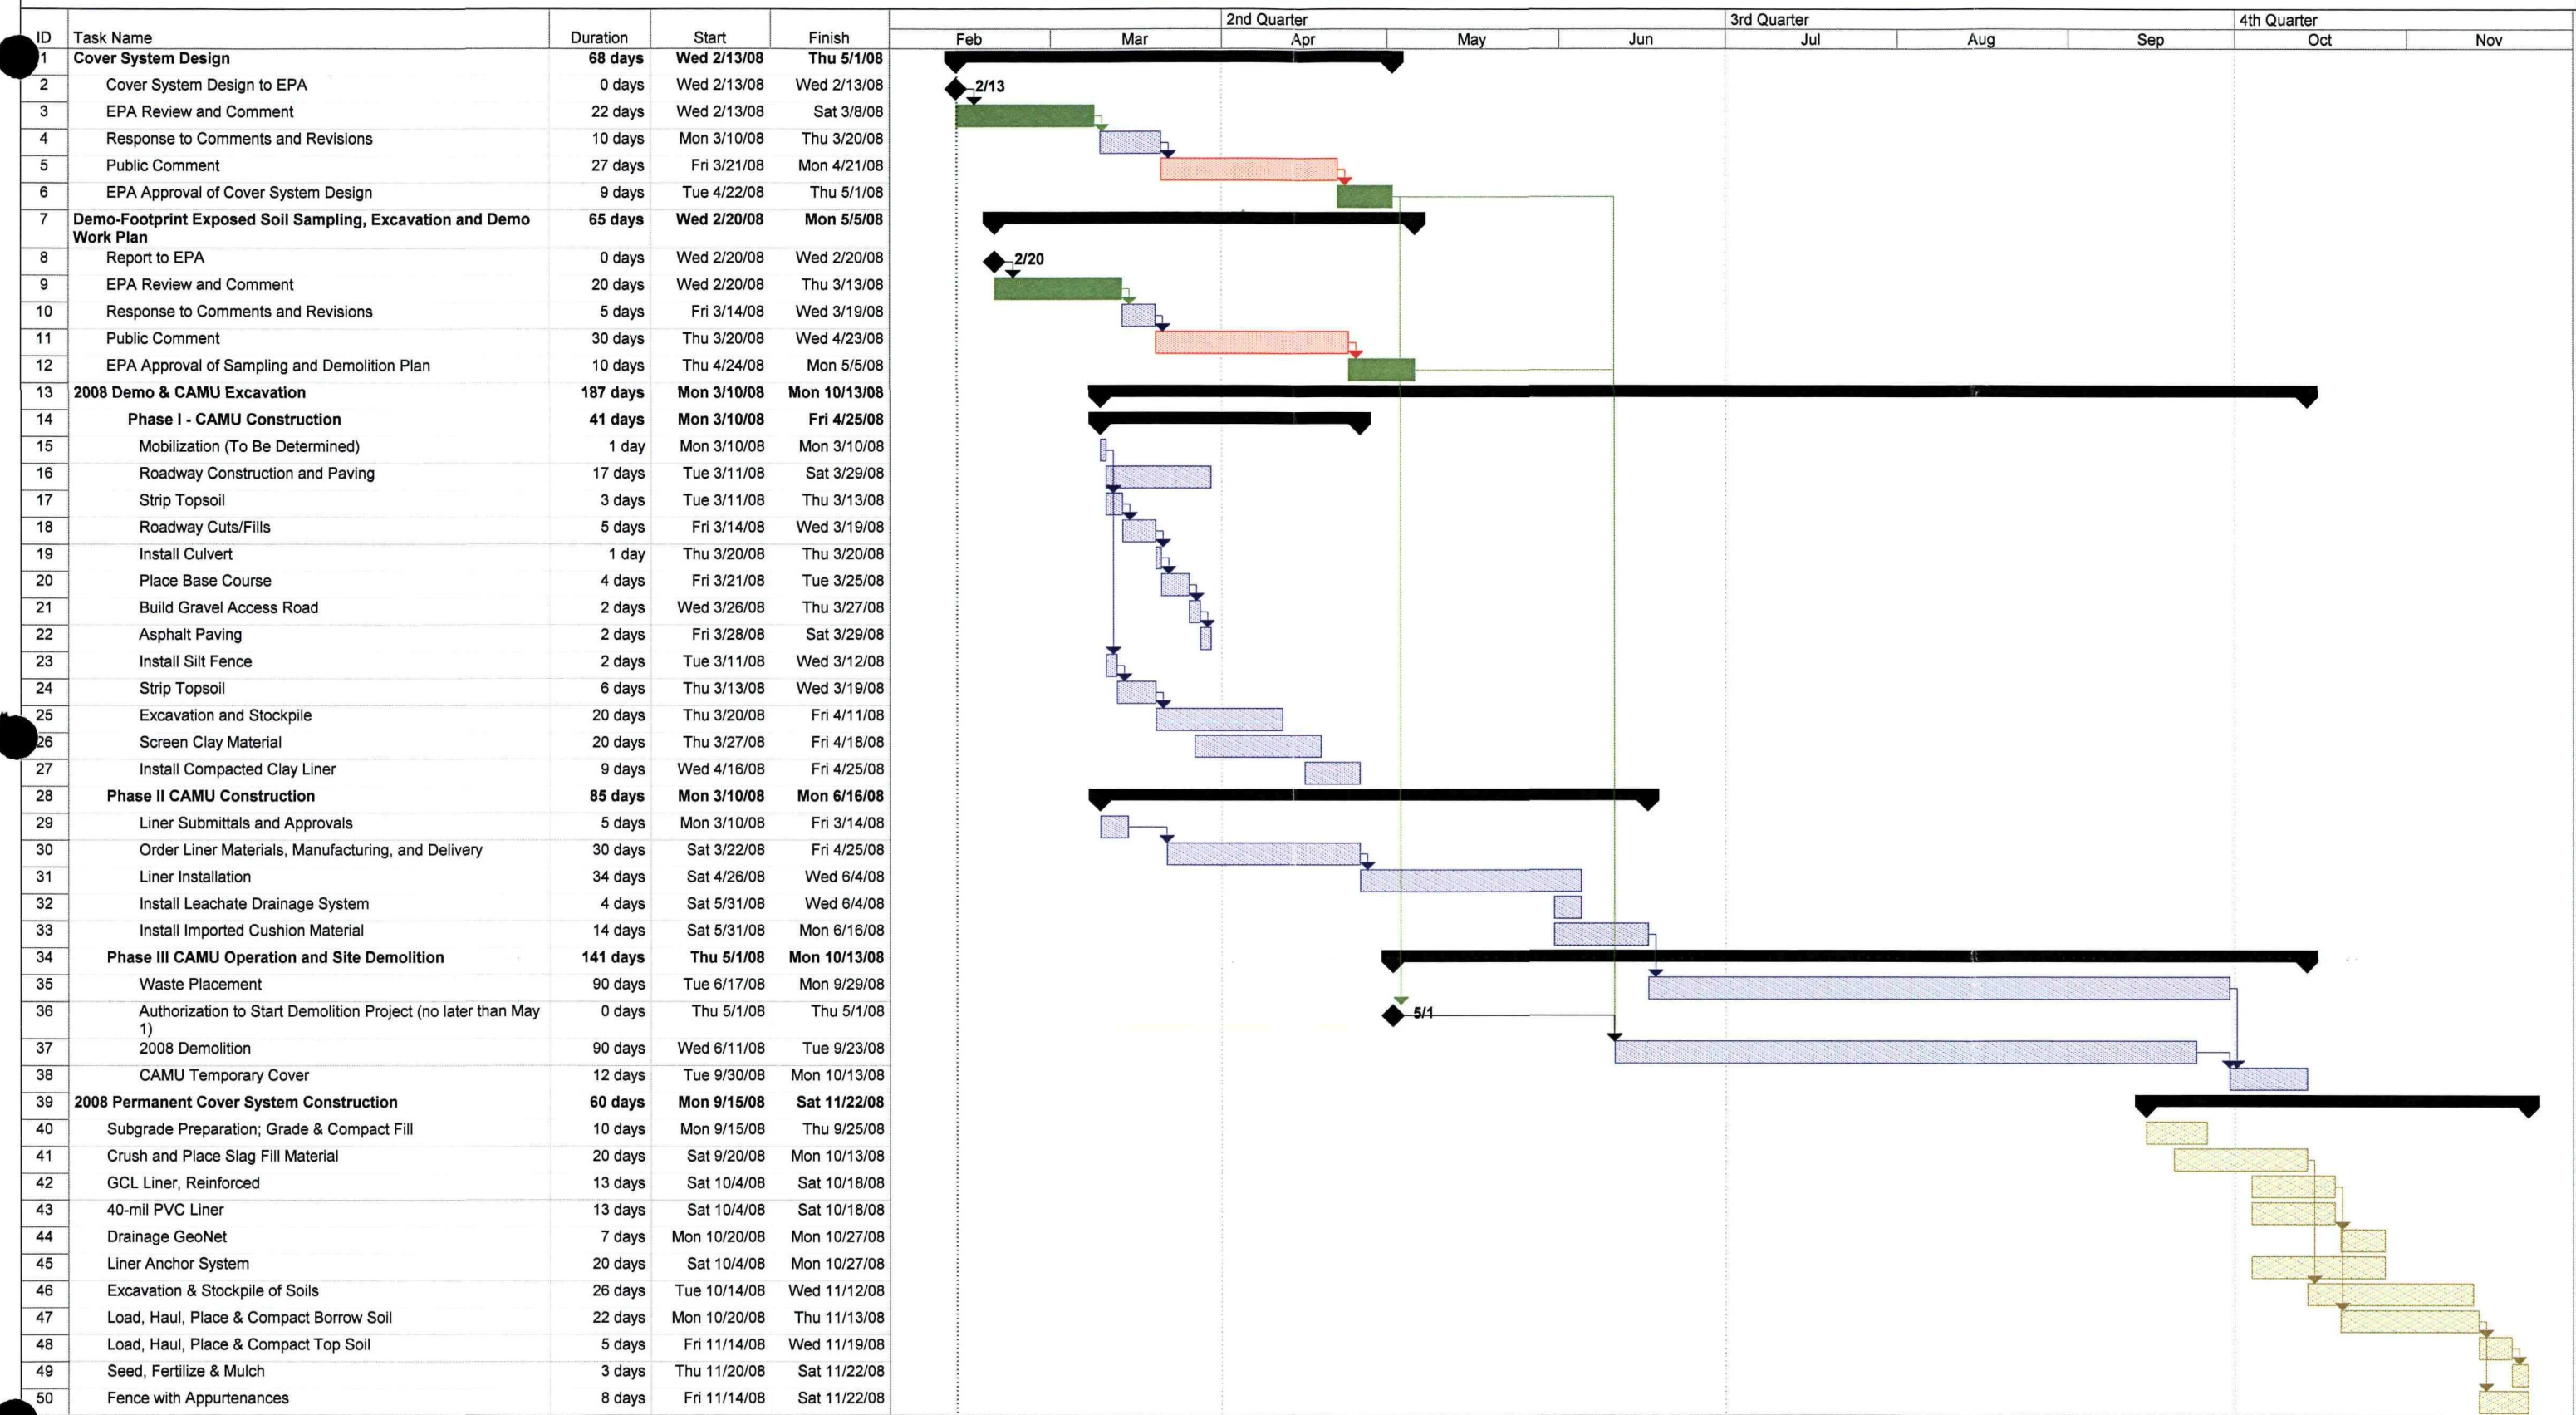 2nd Quarter 3rd Quarter 4th Quarter
ID Task Name Duration Start Finish Feb Mar Apr May Jun Jul Aug Sep Oct Nov
1 Cover System Design 68 days Wed 2/13/08 Thu 5/1/08
2 Cover System Design to EPA 0 days Wed 2/13/08 Wed 2/13/08 2/13
3 EPA Review and Comment 22 days Wed 2/13/08 Sat 3/8/08
4 Response to Comments and Revisions 10 days Mon 3/10/08 Thu 3/20/08
5 Public Comment 27 days Fri 3/21/08 Mon 4/21/08
6 EPA Approval of Cover System Design 9 days Tue 4/22/08 Thu 5/1/08
7 Demo-Footprint Exposed Soil Sampling, Excavation and Demo 65 days Wed 2/20/08 Mon 5/5/08
Work Plan
8 Report to EPA 0 days Wed 2/20/08 Wed 2/20/08 2/20
9 EPA Review and Comment 20 days Wed 2/20/08 Thu 3/13/08
10 Response to Comments and Revisions 5 days Fri 3/14/08 Wed 3/19/08
11 Public Comment 30 days Thu 3/20/08 Wed 4/23/08
12 EPA Approval of Sampling and Demolition Plan 10 days Thu 4/24/08 Mon 5/5/08
13 2008 Demo & CAMU Excavation 187 days Mon 3/10/08 Mon 10/13/08
14 Phase I - CAMU Construction 41 days Mon 3/10/08 Fri 4/25/08
15 Mobilization (To Be Determined) 1 day Mon 3/10/08 Mon 3/10/08
16 Roadway Construction and Paving 17 days Tue 3/11/08 Sat 3/29/08
17 Strip Topsoil 3 days Tue 3/11/08 Thu 3/13/08
18 Roadway Cuts/Fills 5 days Fri 3/14/08 Wed 3/19/08
19 Install Culvert 1 day Thu 3/20/08 Thu 3/20/08
20 Place Base Course 4 days Fri 3/21/08 Tue 3/25/08
21 Build Gravel Access Road 2 days Wed 3/26/08 Thu 3/27/08
22 Asphalt Paving 2 days Fri 3/28/08 Sat 3/29/08
23 Install Silt Fence 2 days Tue 3/11/08 Wed 3/12/08
24 Strip Topsoil 6 days Thu 3/13/08 Wed 3/19/08
25 Excavation and Stockpile 20 days Thu 3/20/08 Fri 4/11/08
26 Screen Clay Material 20 days Thu 3/27/08 Fri 4/18/08
27 Install Compacted Clay Liner 9 days Wed 4/16/08 Fri 4/25/08
28 Phase II CAMU Construction 85 days Mon 3/10/08 Mon 6/16/08
29 Liner Submittals and Approvals 5 days Mon 3/10/08 Fri 3/14/08
30 Order Liner Materials, Manufacturing, and Delivery 30 days Sat 3/22/08 Fri 4/25/08
31 Liner Installation 34 days Sat 4/26/08 Wed 6/4/08
32 Install Leachate Drainage System 4 days Sat 5/31/08 Wed 6/4/08
33 Install Imported Cushion Material 14 days Sat 5/31/08 Mon 6/16/08
34 Phase III CAMU Operation and Site Demolition 141 days Thu 5/1/08 Mon 10/13/08
35 Waste Placement 90 days Tue 6/17/08 Mon 9/29/08
36 Authorization to Start Demolition Project (no later than May 0 days Thu 5/1/08 Thu 5/1/08 5/1
1)
37 2008 Demolition 90 days Wed 6/11/08 Tue 9/23/08
38 CAMU Temporary Cover 12 days Tue 9/30/08 Mon 10/13/08
39 2008 Permanent Cover System Construction 60 days Mon 9/15/08 Sat 11/22/08
40 Subgrade Preparation; Grade & Compact Fill 10 days Mon 9/15/08 Thu 9/25/08
41 Crush and Place Slag Fill Material 20 days Sat 9/20/08 Mon 10/13/08
42 GCL Liner, Reinforced 13 days Sat 10/4/08 Sat 10/18/08
43 40-mil PVC Liner 13 days Sat 10/4/08 Sat 10/18/08
44 Drainage GeoNet 7 days Mon 10/20/08 Mon 10/27/08
45 Liner Anchor System 20 days Sat 10/4/08 Mon 10/27/08
46 Excavation & Stockpile of Soils 26 days Tue 10/14/08 Wed 11/12/08
47 Load, Haul, Place & Compact Borrow Soil 22 days Mon 10/20/08 Thu 11/13/08
48 Load, Haul, Place & Compact Top Soil 5 days Fri 11/14/08 Wed 11/19/08
49 Seed, Fertilize & Mulch 3 days Thu 11/20/08 Sat 11/22/08
50 Fence with Appurtenances 8 days Fri 11/14/08 Sat 11/22/08